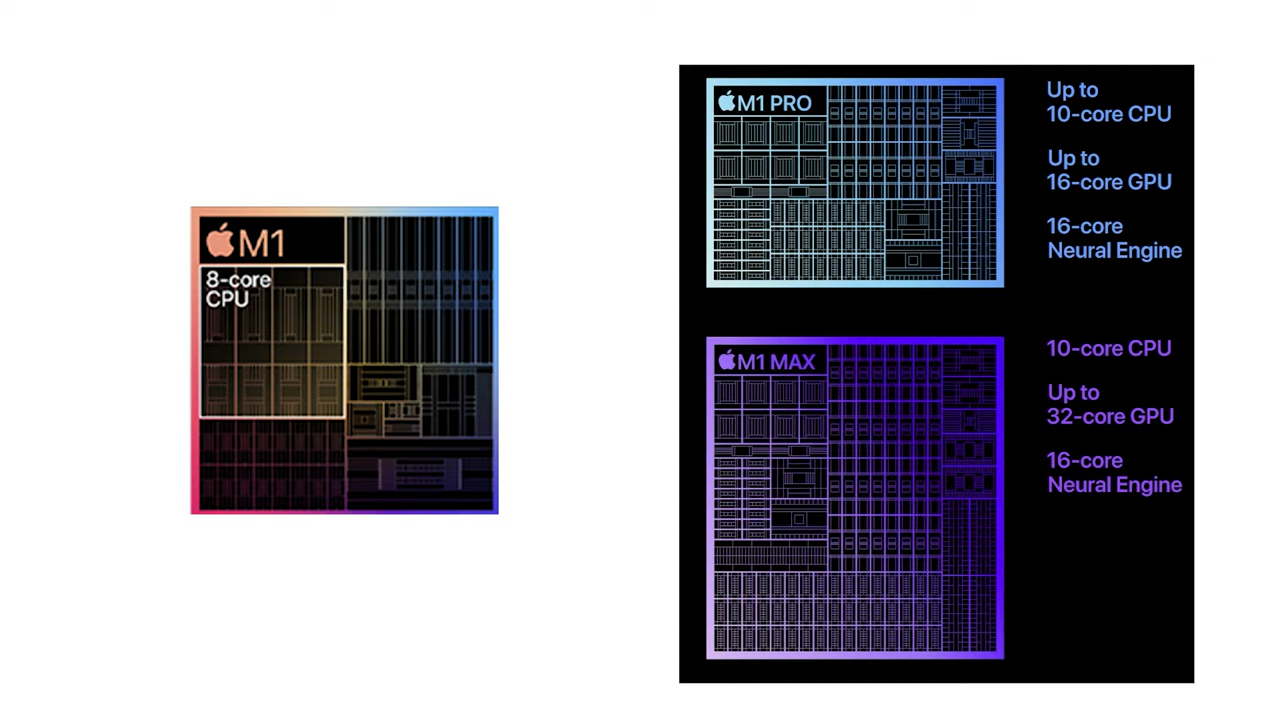 M1
8-core
CPU
M1 PRO
Up to
10-core CPU
Up to
16-core GPU
16-core
Neural Engine
M1 MAX
10-core CPU
Up to
32-core GPU
16-core
Neural Engine